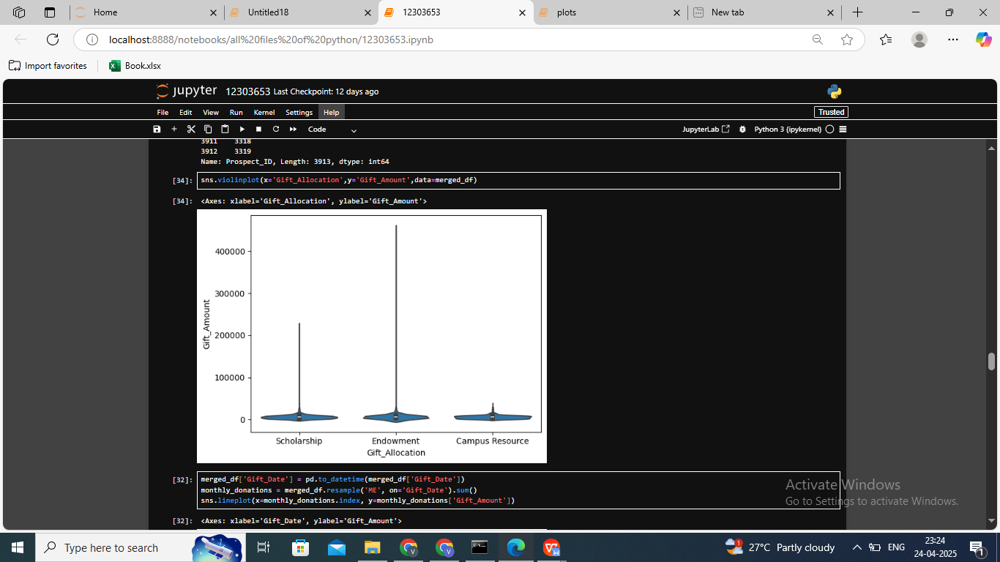 Home
Untitled18
12303653
plots
New tab
localhost:8888/notebooks/all%20files%20of%20python/12303653.ipynb
Import favorites
Book.xlsx
jupyter 12303653 Last Checkpoint: 12 days ago
File Edit View Run Kernel Settings Help
Trusted
Code
JupyterLab
Python 3 (ipykernel)
3911 3318
3912 3319
Name: Prospect_ID, Length: 3913, dtype: int64
[34]: sns.violinplot(x='Gift_Allocation',y='Gift_Amount',data=merged_df)
[34]: <Axes: xlabel='Gift_Allocation', ylabel='Gift_Amount'>
400000
300000
200000
100000
0
Gift_Amount
Scholarship Endowment Campus Resource
Gift_Allocation
[32]: merged_df['Gift_Date'] = pd.to_datetime(merged_df['Gift_Date'])
monthly_donations = merged_df.resample('ME', on='Gift_Date').sum()
sns.lineplot(x=monthly_donations.index, y=monthly_donations['Gift_Amount'])
[32]: <Axes: xlabel='Gift_Date', ylabel='Gift_Amount'>
Activate Windows
Go to Settings to activate Windows.
Type here to search
1
27°C Partly cloudy
ENG
23:24
24-04-2025
1